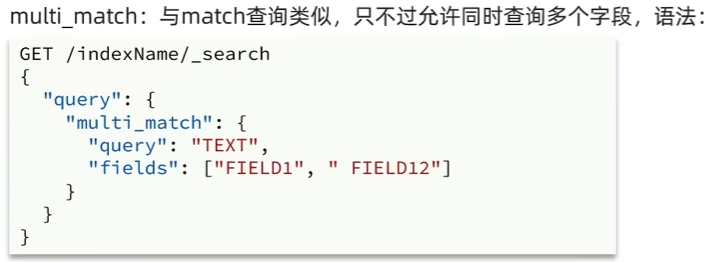 multi_match：与match查询类似，只不过允许同时查询多个字段，语法：
GET /indexName/_search
{
  "query": {
    "multi_match": {
      "query": "TEXT",
      "fields": ["FIELD1", " FIELD12"]
    }
  }
}